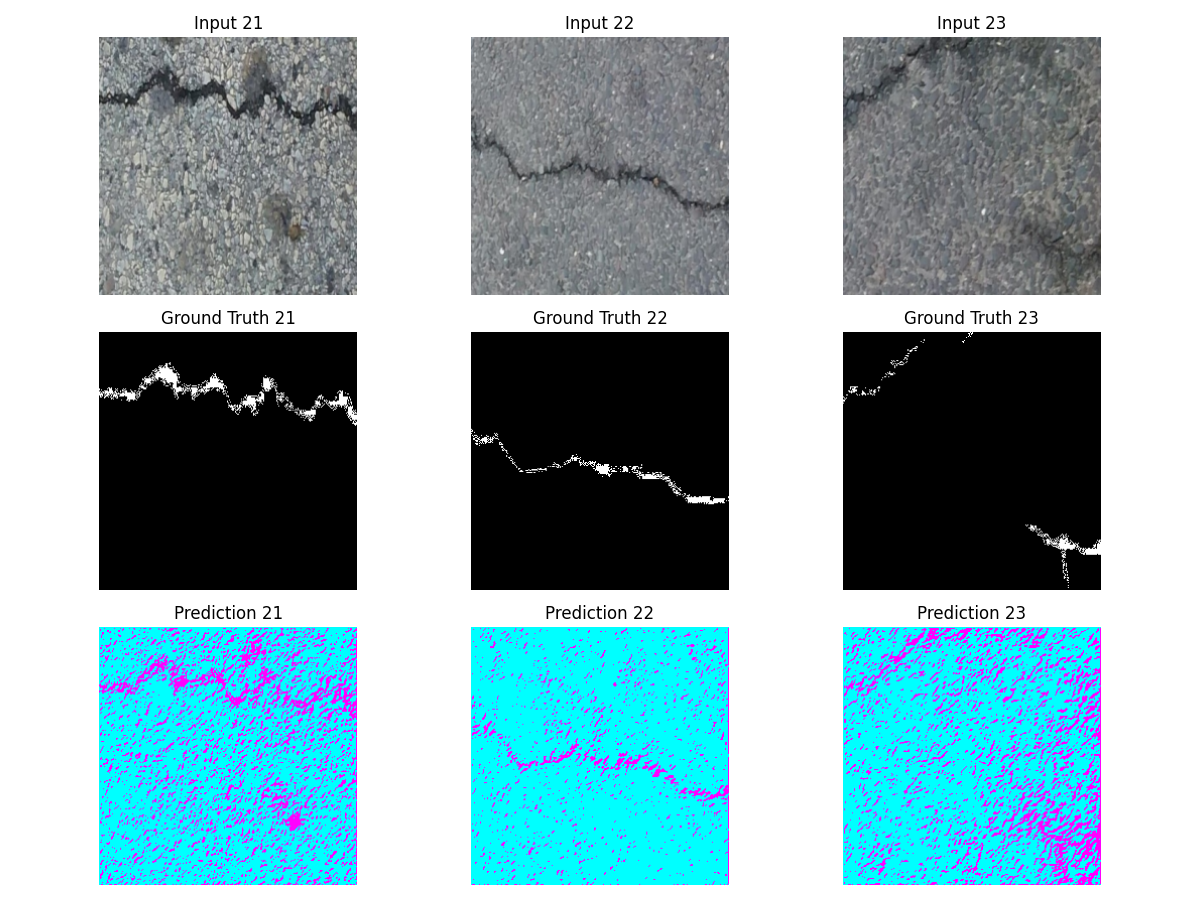 Input 21
Input 22
Input 23
Ground Truth 21
Ground Truth 22
Ground Truth 23
Prediction 21
Prediction 22
Prediction 23